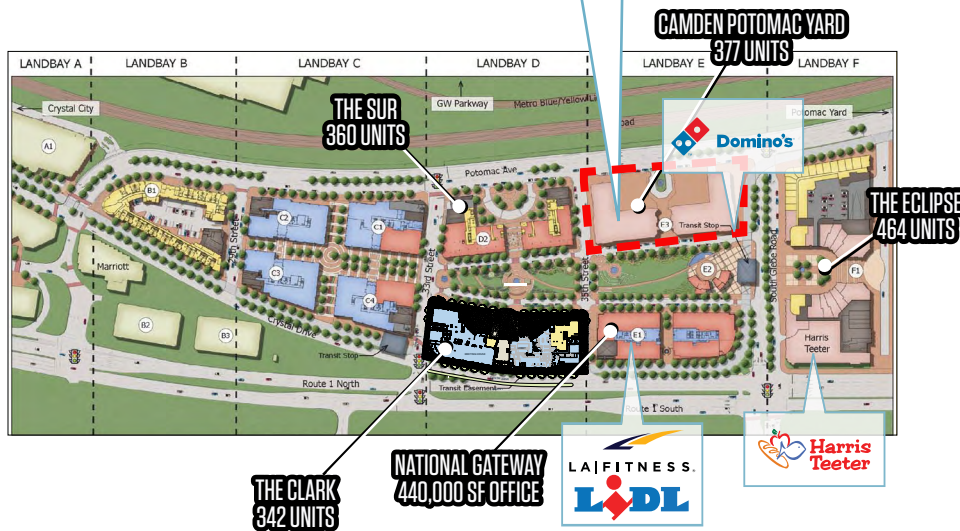 CAMDEN POTOMAC YARD
377 UNITS
LANDBAY A
LANDBAY B
LANDBAY C
LANDBAY D
LANDBAY E
LANDBAY F
Crystal City
GW Parkway
Metro Blue/Yellow
Potomac Yard
THE SUR
360 UNITS
Domino's
A1
Potomac Ave
B1
THE ECLIPSE
464 UNITS
C2
C1
D2
E3
Transit Stop
33rd Street
35th Street
South Glebe Road
Marriott
C3
C4
E2
F1
Crystal Drive
B2
B3
E1
Harris
Teeter
Transit Stop
Route 1 North
Transit Easement
Route 1 South
THE CLARK
342 UNITS
NATIONAL GATEWAY
440,000 SF OFFICE
LA|FITNESS.
LiDL
Harris
Teeter